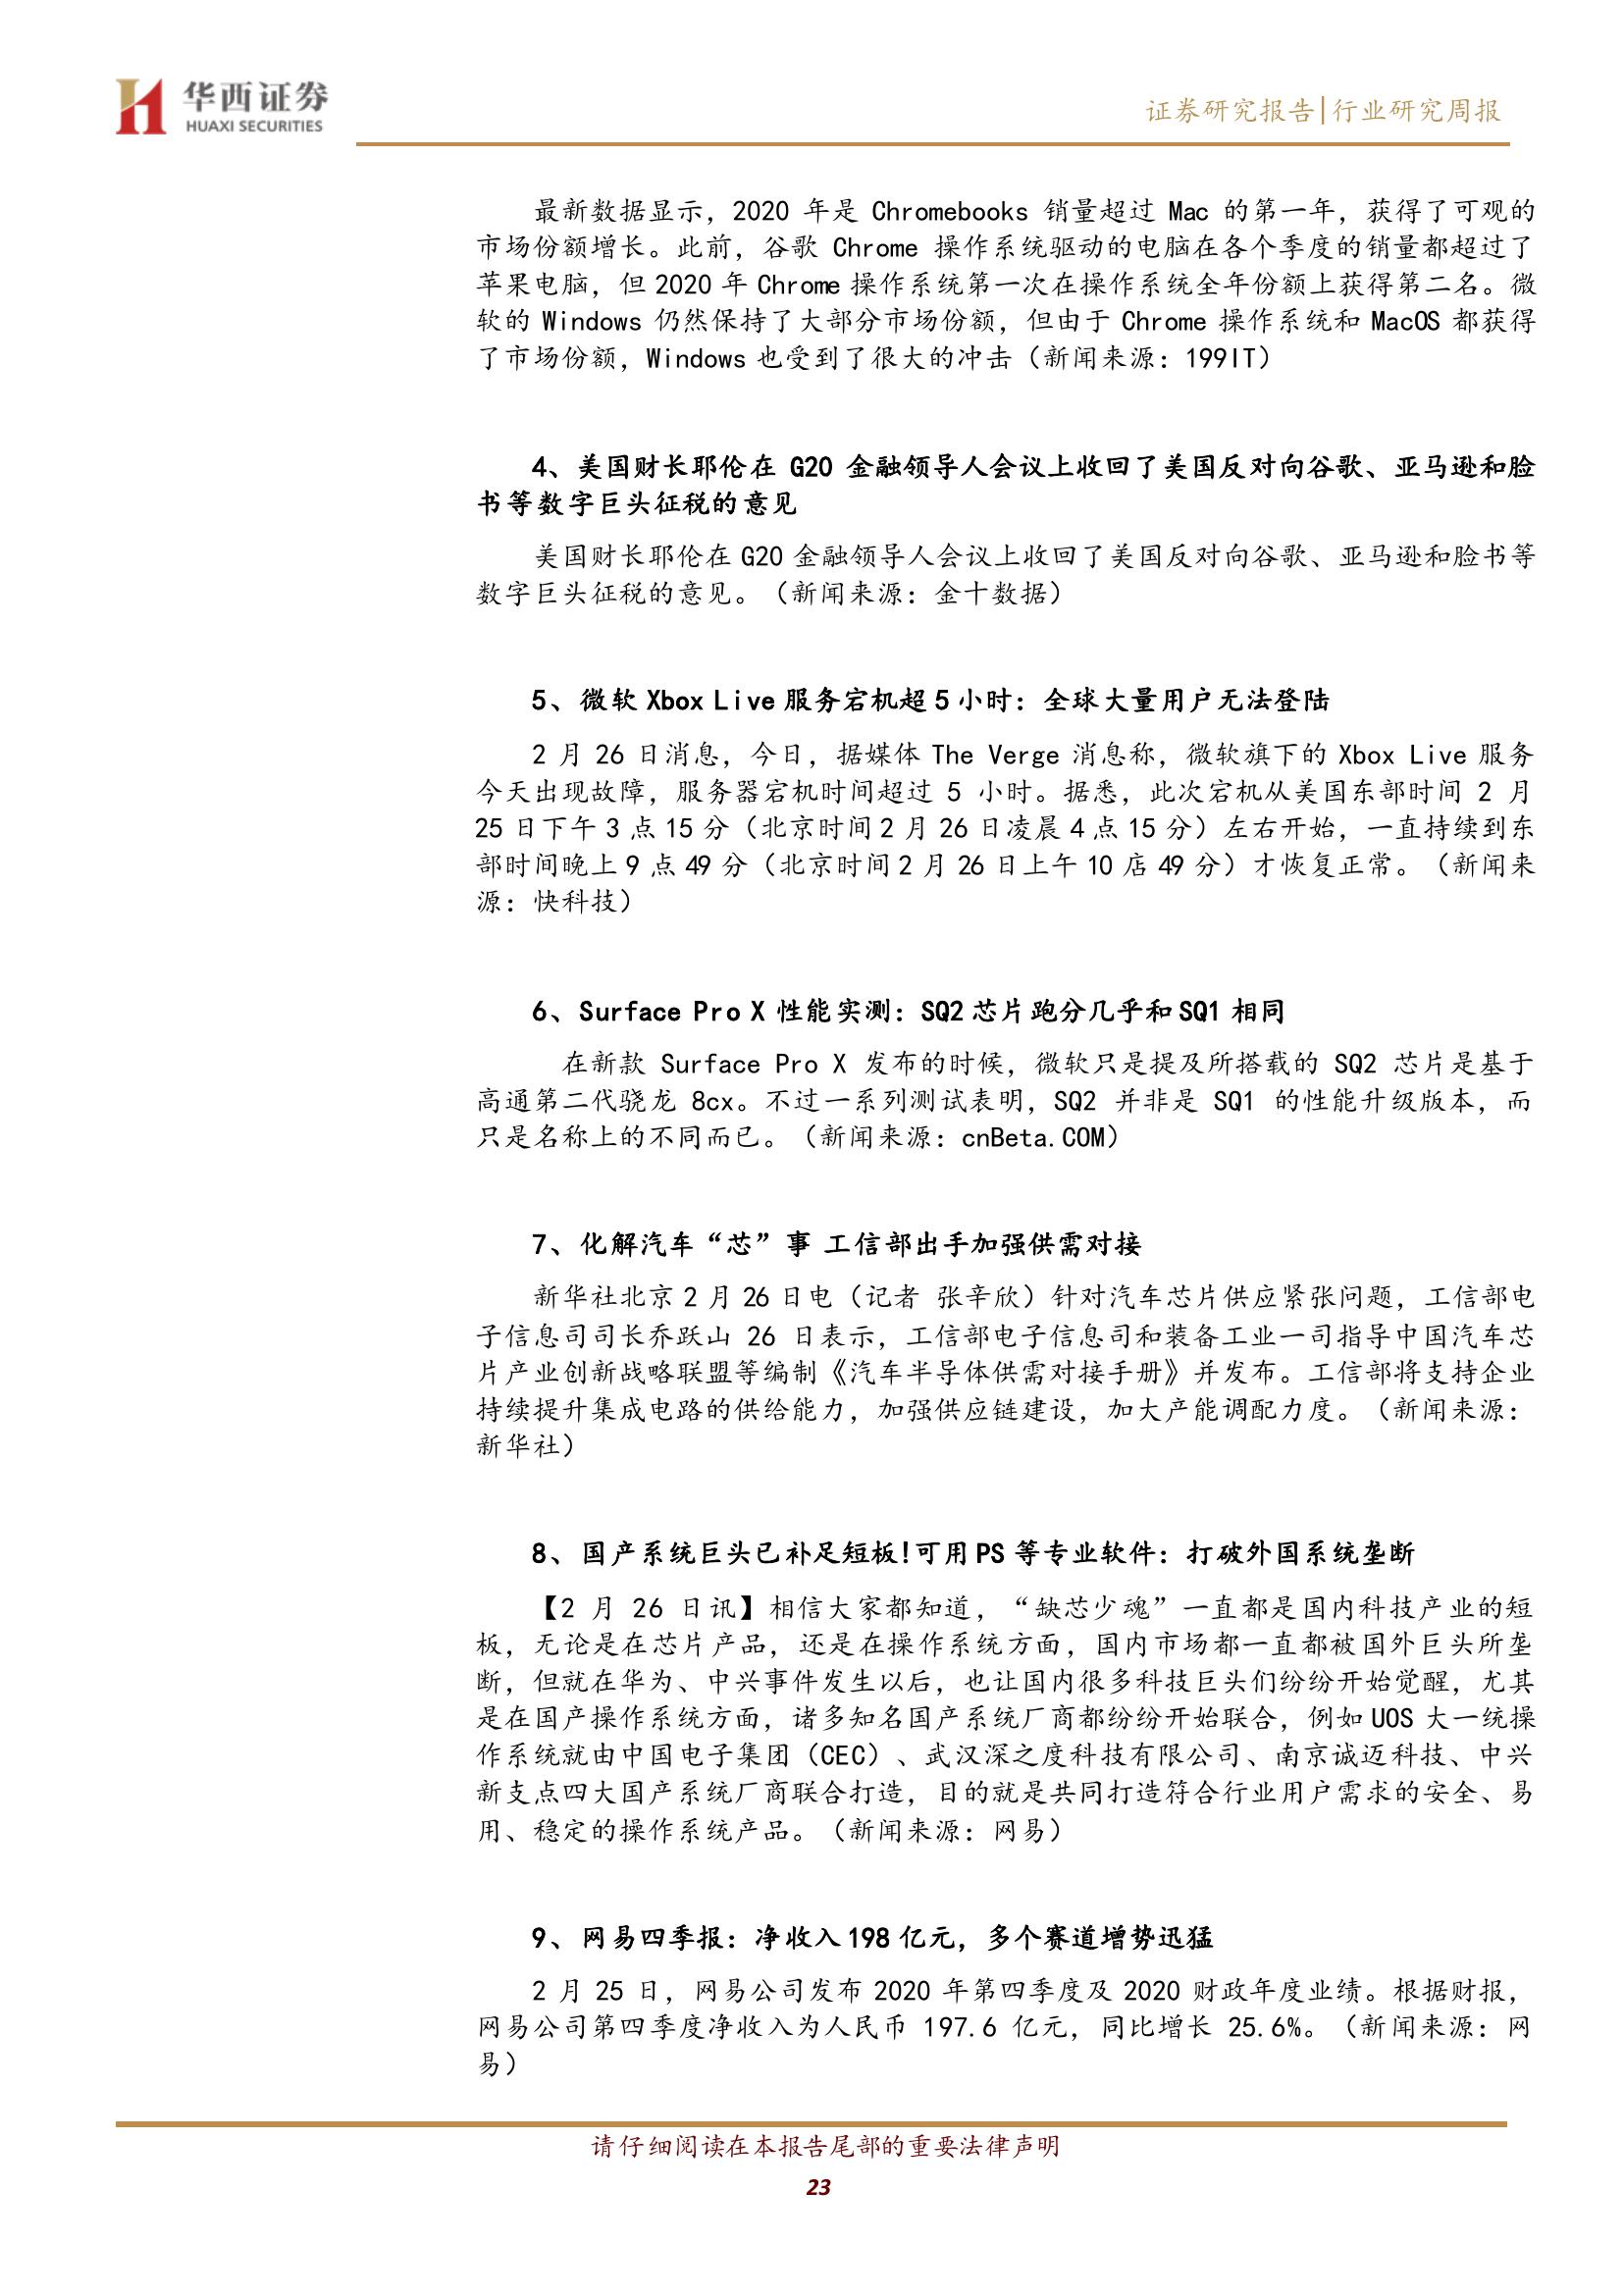 华西证券
HUAXI SECURITIES
证券研究报告|行业研究周报
最新数据显示，2020 年是 Chromebooks 销量超过 Mac 的第一年，获得了可观的
市场份额增长。此前，谷歌 Chrome 操作系统驱动的电脑在各个季度的销量都超过了
苹果电脑，但 2020 年 Chrome 操作系统第一次在操作系统全年份额上获得第二名。微
软的 Windows 仍然保持了大部分市场份额，但由于 Chrome 操作系统和 MacOS 都获得
了市场份额，Windows 也受到了很大的冲击（新闻来源：199IT）
4、美国财长耶伦在 G20 金融领导人会议上收回了美国反对向谷歌、亚马逊和脸
书等数字巨头征税的意见
美国财长耶伦在 G20 金融领导人会议上收回了美国反对向谷歌、亚马逊和脸书等
数字巨头征税的意见。（新闻来源：金十数据）
5、微软 Xbox Live 服务宕机超 5 小时：全球大量用户无法登陆
2 月 26 日消息，今日，据媒体 The Verge 消息称，微软旗下的 Xbox Live 服务
今天出现故障，服务器宕机时间超过 5 小时。据悉，此次宕机从美国东部时间 2 月
25 日下午 3 点 15 分（北京时间 2 月 26 日凌晨 4 点 15 分）左右开始，一直持续到东
部时间晚上 9 点 49 分（北京时间 2 月 26 日上午 10 店 49 分）才恢复正常。（新闻来
源：快科技）
6、Surface Pro X 性能实测：SQ2 芯片跑分几乎和 SQ1 相同
在新款 Surface Pro X 发布的时候，微软只是提及所搭载的 SQ2 芯片是基于
高通第二代骁龙 8cx。不过一系列测试表明，SQ2 并非是 SQ1 的性能升级版本，而
只是名称上的不同而已。（新闻来源：cnBeta.COM）
7、化解汽车“芯”事 工信部出手加强供需对接
新华社北京 2 月 26 日电（记者 张辛欣）针对汽车芯片供应紧张问题，工信部电
子信息司司长乔跃山 26 日表示，工信部电子信息司和装备工业一司指导中国汽车芯
片产业创新战略联盟等编制《汽车半导体供需对接手册》并发布。工信部将支持企业
持续提升集成电路的供给能力，加强供应链建设，加大产能调配力度。（新闻来源：
新华社）
8、国产系统巨头已补足短板!可用 PS 等专业软件：打破外国系统垄断
【2 月 26 日讯】相信大家都知道，“缺芯少魂”一直都是国内科技产业的短
板，无论是在芯片产品，还是在操作系统方面，国内市场都一直都被国外巨头所垄
断，但就在华为、中兴事件发生以后，也让国内很多科技巨头们纷纷开始觉醒，尤其
是在国产操作系统方面，诸多知名国产系统厂商都纷纷开始联合，例如 UOS 大一统操
作系统就由中国电子集团（CEC）、武汉深之度科技有限公司、南京诚迈科技、中兴
新支点四大国产系统厂商联合打造，目的就是共同打造符合行业用户需求的安全、易
用、稳定的操作系统产品。（新闻来源：网易）
9、网易四季报：净收入 198 亿元，多个赛道增势迅猛
2 月 25 日，网易公司发布 2020 年第四季度及 2020 财政年度业绩。根据财报，
网易公司第四季度净收入为人民币 197.6 亿元，同比增长 25.6%。（新闻来源：网
易）
请仔细阅读在本报告尾部的重要法律声明
23